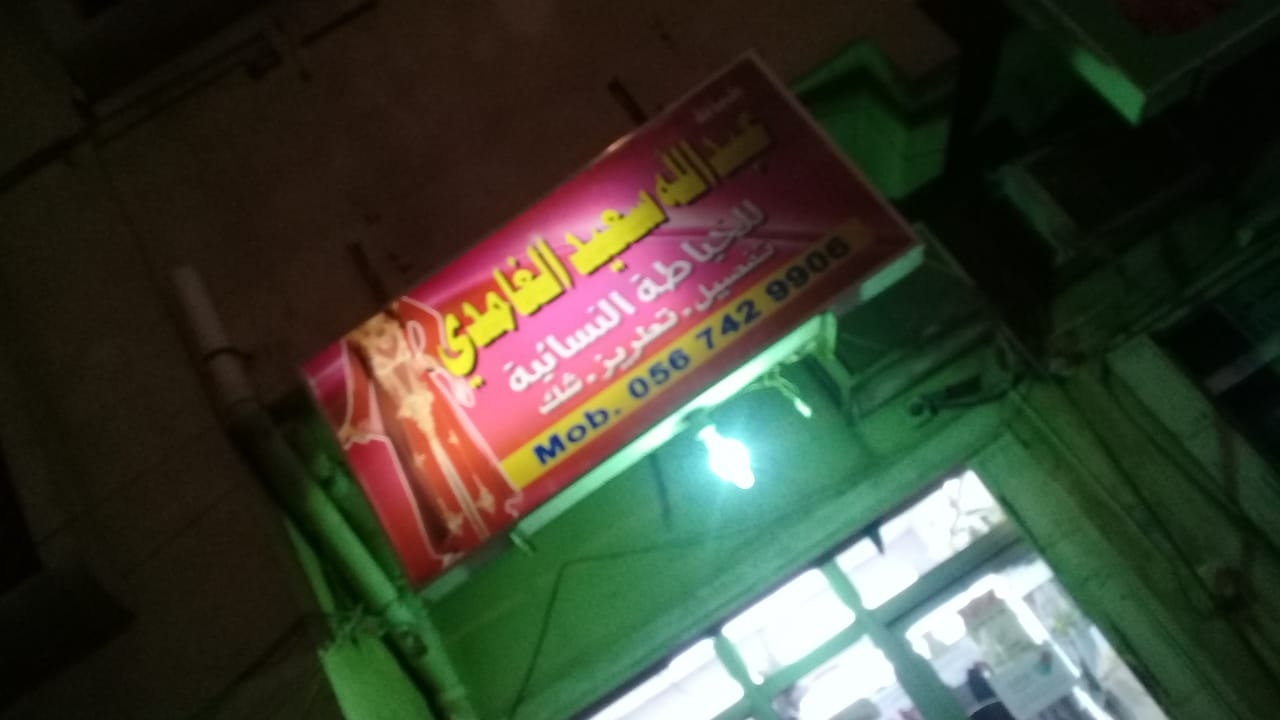 عبدالله سعيد الغامدي
للخياطة النسائية
تفصيل - تطريز - شك
Mob. 056 742 9906